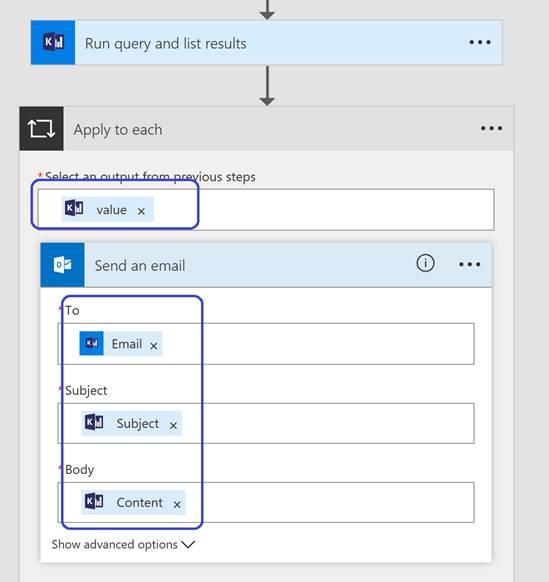 Run query and list results
Apply to each
*Select an output from previous steps
value ×
Send an email
*To
Email ×
*Subject
Subject ×
*Body
Content ×
Show advanced options